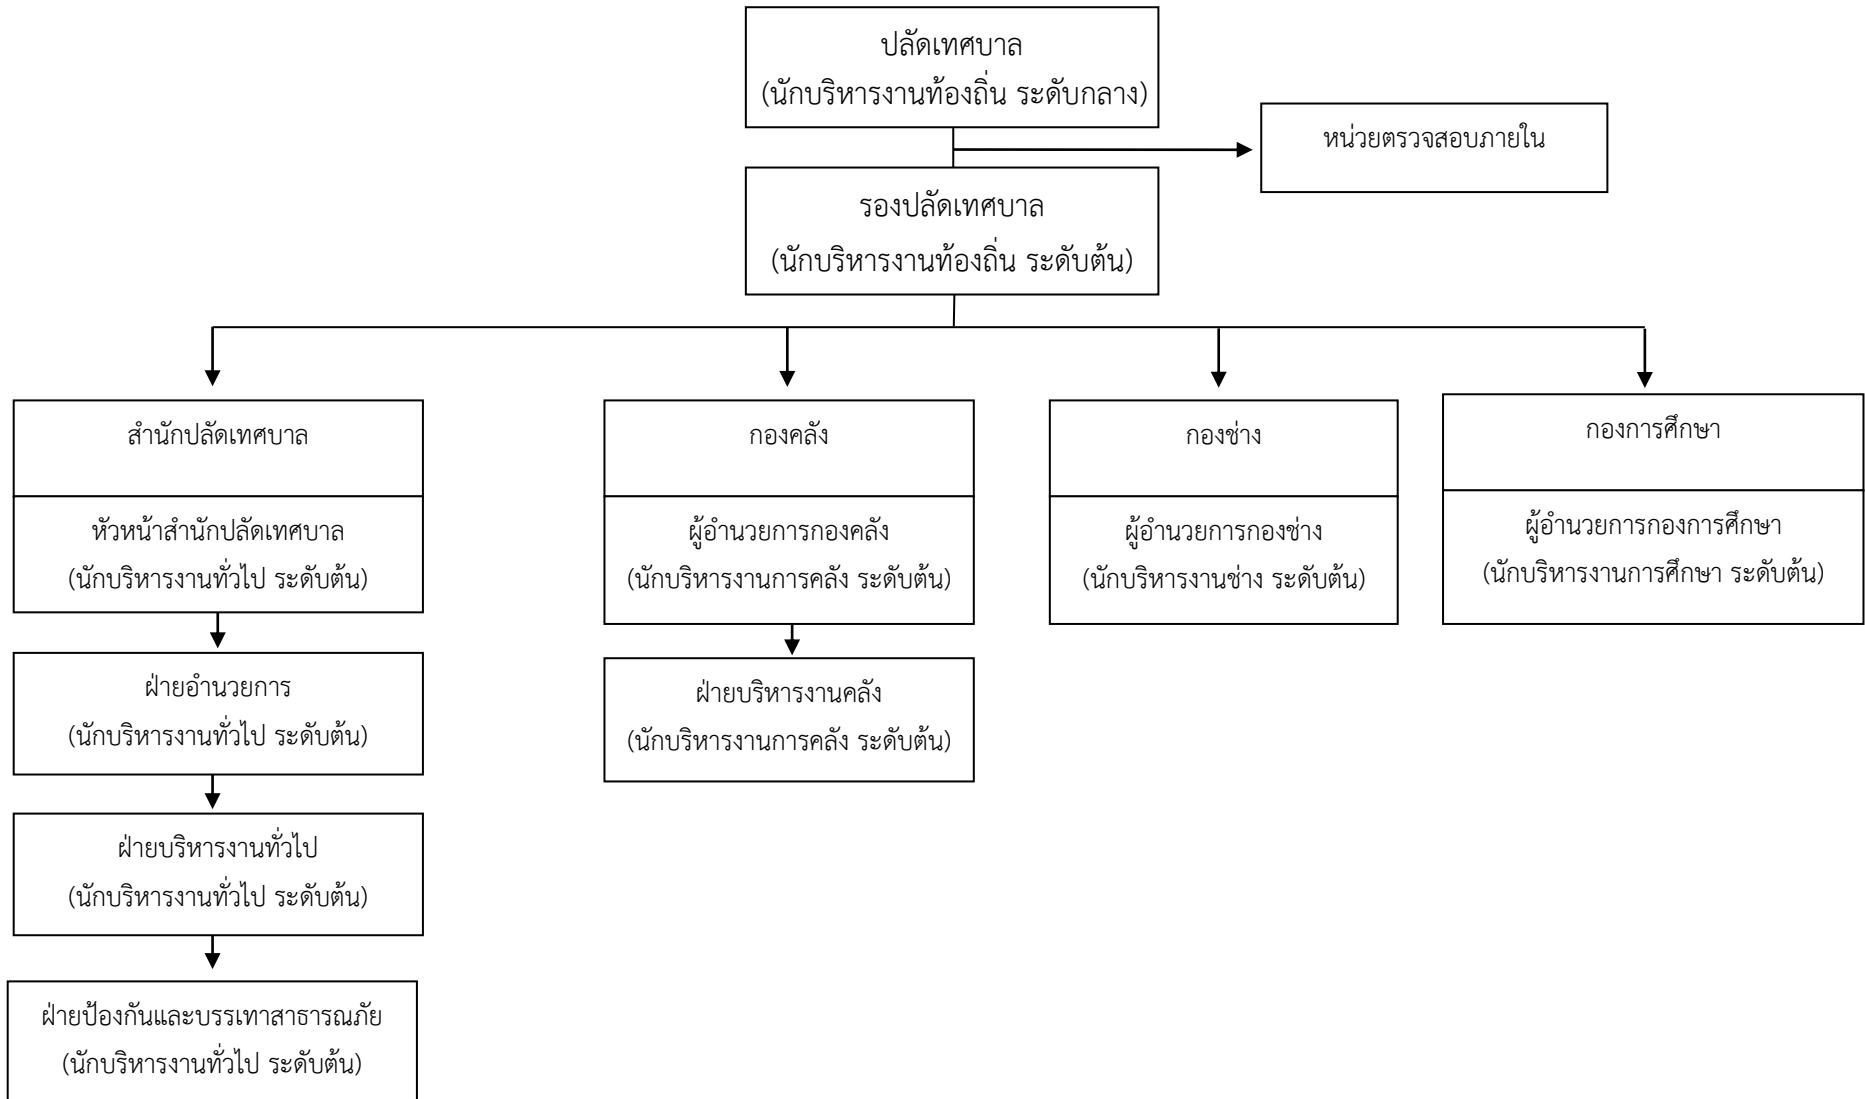 ปลัดเทศบาล
(นักบริหารงานท้องถิ่น ระดับกลาง)
หน่วยตรวจสอบภายใน
รองปลัดเทศบาล
(นักบริหารงานท้องถิ่น ระดับต้น)
สำนักปลัดเทศบาล
หัวหน้าสำนักปลัดเทศบาล
(นักบริหารงานทั่วไป ระดับต้น)
ฝ่ายอำนวยการ
(นักบริหารงานทั่วไป ระดับต้น)
ฝ่ายบริหารงานทั่วไป
(นักบริหารงานทั่วไป ระดับต้น)
ฝ่ายป้องกันและบรรเทาสาธารณภัย
(นักบริหารงานทั่วไป ระดับต้น)
กองคลัง
ผู้อำนวยการกองคลัง
(นักบริหารงานการคลัง ระดับต้น)
ฝ่ายบริหารงานคลัง
(นักบริหารงานการคลัง ระดับต้น)
กองช่าง
ผู้อำนวยการกองช่าง
(นักบริหารงานช่าง ระดับต้น)
กองการศึกษา
ผู้อำนวยการกองการศึกษา
(นักบริหารงานการศึกษา ระดับต้น)